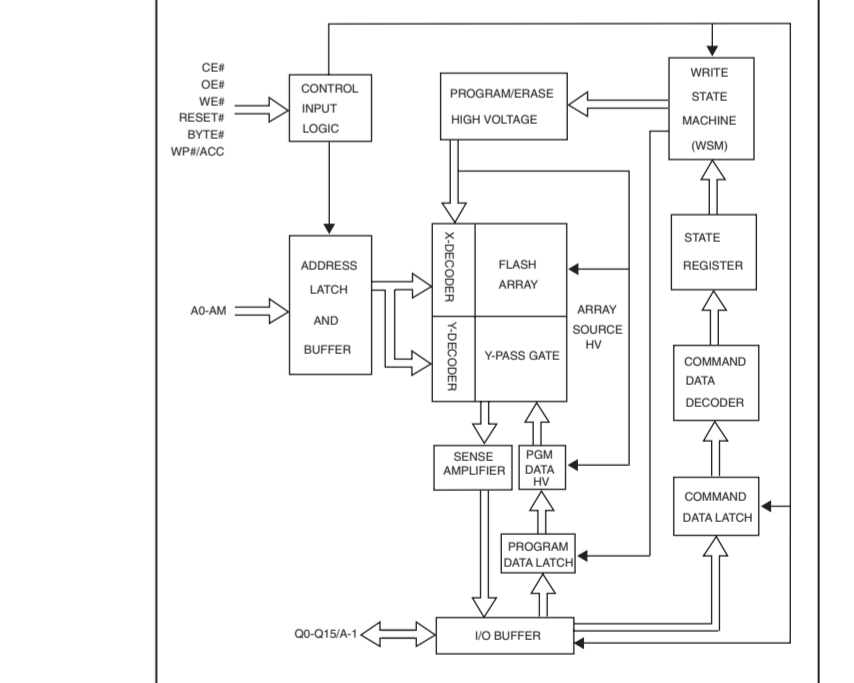 CE#
OE#
WE#
RESET#
BYTE#
WP#/ACC
CONTROL
INPUT
LOGIC
PROGRAM/ERASE
HIGH VOLTAGE
WRITE
STATE
MACHINE
(WSM)
STATE
REGISTER
A0-AM
ADDRESS
LATCH
AND
BUFFER
X-DECODER
FLASH
ARRAY
Y-DECODER
Y-PASS GATE
ARRAY
SOURCE
HV
COMMAND
DATA
DECODER
SENSE
AMPLIFIER
PGM
DATA
HV
COMMAND
DATA LATCH
PROGRAM
DATA LATCH
Q0-Q15/A-1
I/O BUFFER